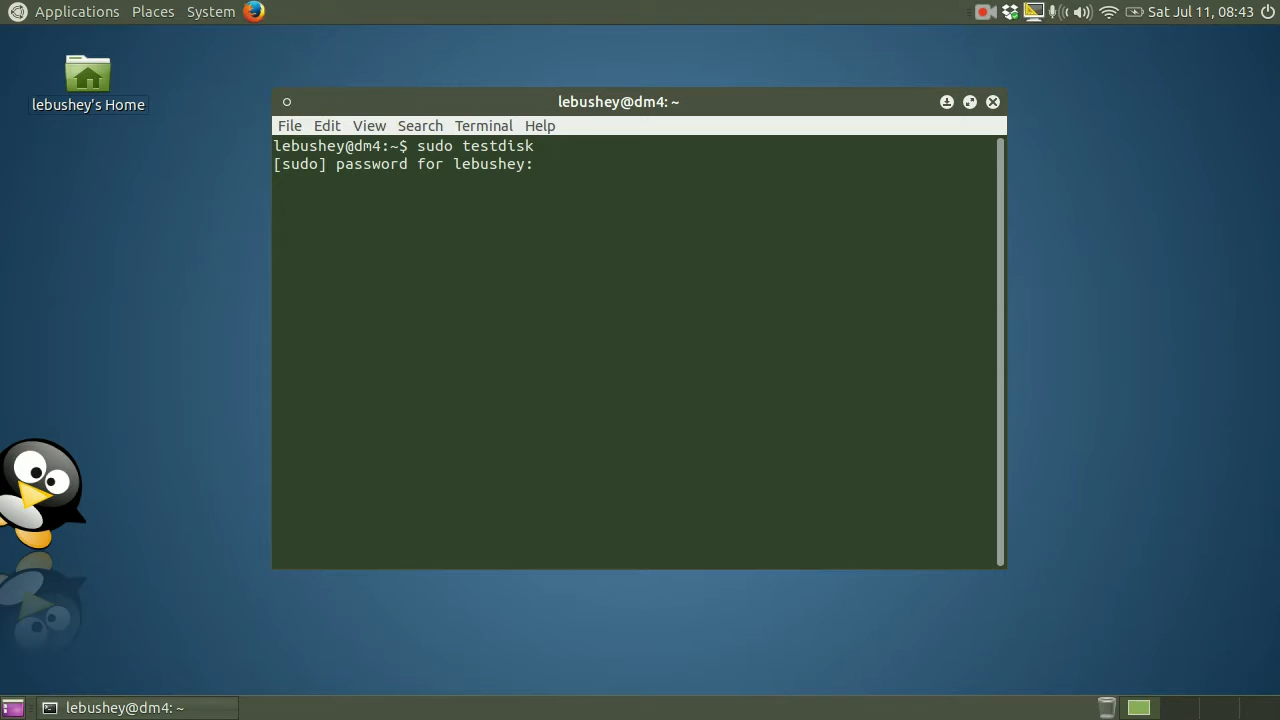 Applications Places System
Sat Jul 11, 08:43
lebushey's Home
lebushey@dm4: ~
File Edit View Search Terminal Help
lebushey@dm4:~$ sudo testdisk
[sudo] password for lebushey:
lebushey@dm4: ~